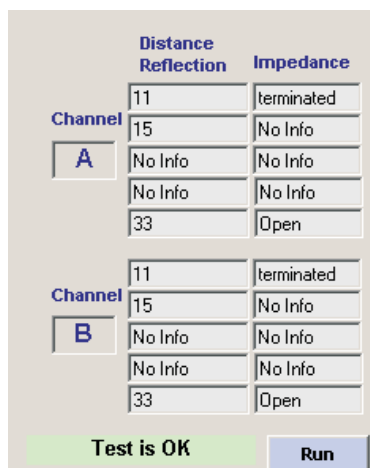 Distance
Reflection Impedance
11 terminated
Channel 15 No Info
A No Info No Info
No Info No Info
33 Open
11 terminated
Channel 15 No Info
B No Info No Info
No Info No Info
33 Open
Test is OK Run